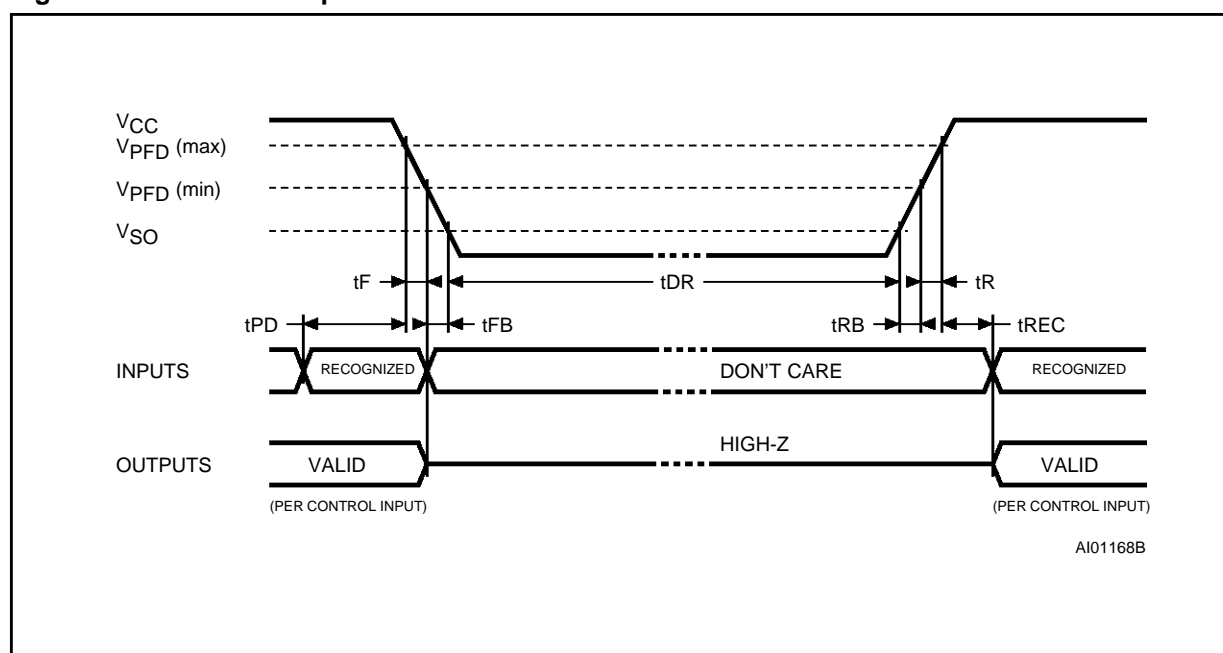 VCC
VPFD (max)
VPFD (min)
VSO
tF
tDR
tR
tPD
tFB
tRB
tREC
INPUTS
RECOGNIZED
DON'T CARE
RECOGNIZED
HIGH-Z
OUTPUTS
VALID
VALID
(PER CONTROL INPUT)
(PER CONTROL INPUT)
AI01168B